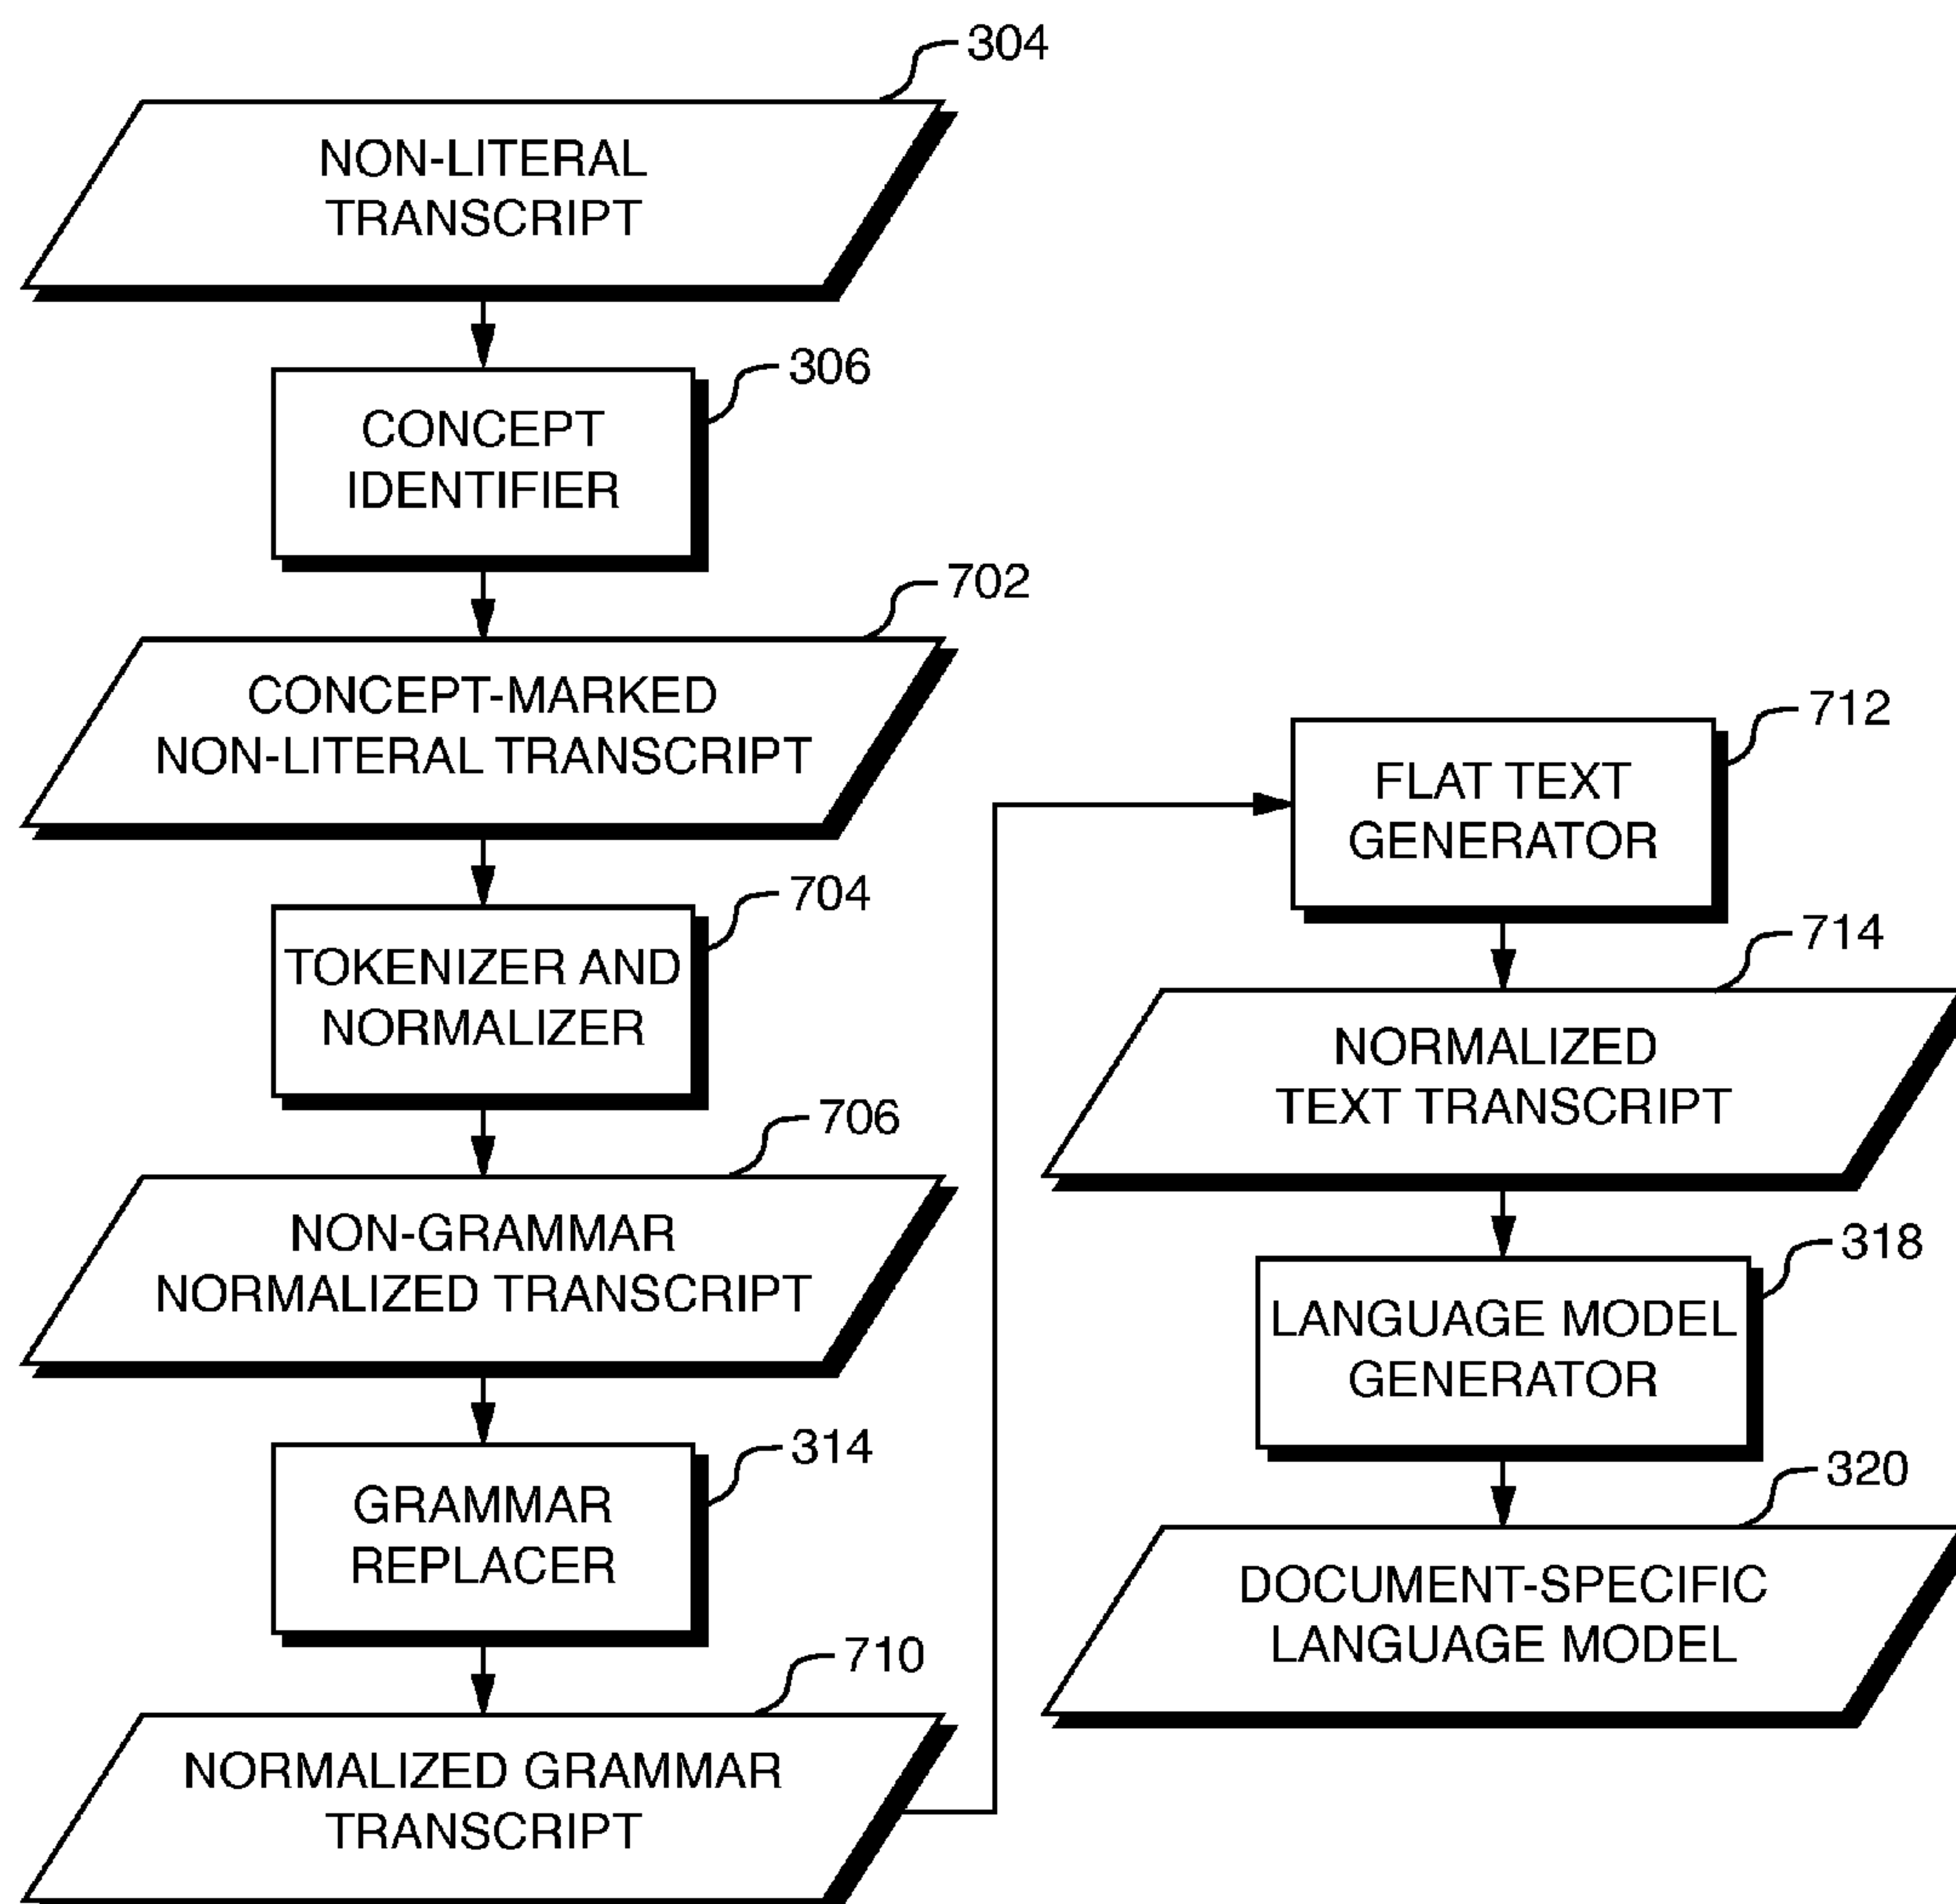 304
NON-LITERAL
TRANSCRIPT
306
CONCEPT
IDENTIFIER
702
CONCEPT-MARKED
NON-LITERAL TRANSCRIPT
704
TOKENIZER AND
NORMALIZER
706
NON-GRAMMAR
NORMALIZED TRANSCRIPT
314
GRAMMAR
REPLACER
710
NORMALIZED GRAMMAR
TRANSCRIPT
712
FLAT TEXT
GENERATOR
714
NORMALIZED
TEXT TRANSCRIPT
318
LANGUAGE MODEL
GENERATOR
320
DOCUMENT-SPECIFIC
LANGUAGE MODEL